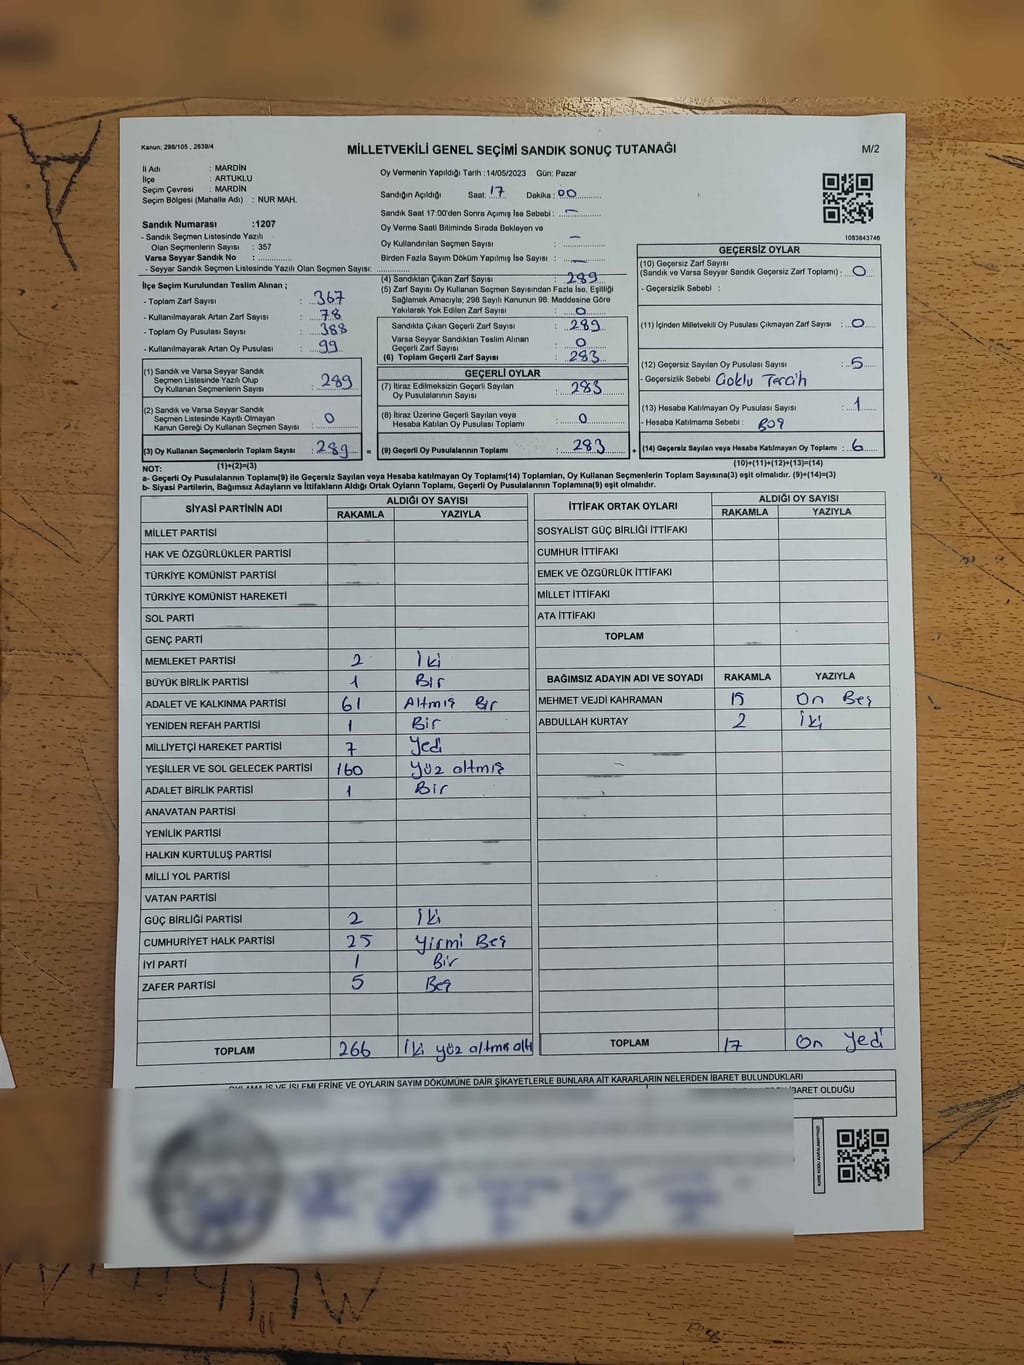 Kanun: 298/105 , 2839/4
MİLLETVEKİLİ GENEL SEÇİMİ SANDIK SONUÇ TUTANAĞI
M/2
İl Adı : MARDİN
İlçe : ARTUKLU
Seçim Çevresi : MARDİN
Seçim Bölgesi (Mahalle Adı) : NUR MAH.
Sandık Numarası :1207
- Sandık Seçmen Listesinde Yazılı
Olan Seçmenlerin Sayısı : 357
Varsa Seyyar Sandık No :
- Seyyar Sandık Seçmen Listesinde Yazılı Olan Seçmen Sayısı:
Oy Vermenin Yapıldığı Tarih :14/05/2023 Gün: Pazar
Sandığın Açıldığı Saat: 17 Dakika: 00
Sandık Saat 17:00'den Sonra Açılmış İse Sebebi : —
Oy Verme Saati Bitiminde Sırada Bekleyen ve
Oy Kullandırılan Seçmen Sayısı —
Birden Fazla Sayım Döküm Yapılmış İse Sayısı : —
1083843746
İlçe Seçim Kurulundan Teslim Alınan ;
- Toplam Zarf Sayısı : 367
- Kullanılmayarak Artan Zarf Sayısı : 78
- Toplam Oy Pusulası Sayısı : 388
- Kullanılmayarak Artan Oy Pusulası : 99
(1) Sandık ve Varsa Seyyar Sandık
Seçmen Listesinde Yazılı Olup
Oy Kullanan Seçmenlerin Sayısı : 289
(2) Sandık ve Varsa Seyyar Sandık
Seçmen Listesinde Kayıtlı Olmayan
Kanun Gereği Oy Kullanan Seçmen Sayısı : 0
(3) Oy Kullanan Seçmenlerin Toplam Sayısı : 289
(1)+(2)=(3)
(4) Sandıktan Çıkan Zarf Sayısı : 289
(5) Zarf Sayısı Oy Kullanan Seçmen Sayısından Fazla İse, Eşitliği
Sağlamak Amacıyla; 298 Sayılı Kanunun 98. Maddesine Göre
Yakılarak Yok Edilen Zarf Sayısı : 0
Sandıkta Çıkan Geçerli Zarf Sayısı : 289
Varsa Seyyar Sandıktan Teslim Alınan
Geçerli Zarf Sayısı : 0
(6) Toplam Geçerli Zarf Sayısı : 283
GEÇERLİ OYLAR
(7) İtiraz Edilmeksizin Geçerli Sayılan
Oy Pusulalarının Sayısı : 283
(8) İtiraz Üzerine Geçerli Sayılan veya
Hesaba Katılan Oy Pusulası Toplamı : 0
= (9) Geçerli Oy Pusulalarının Toplamı : 283
GEÇERSİZ OYLAR
(10) Geçersiz Zarf Sayısı
(Sandık ve Varsa Seyyar Sandık Geçersiz Zarf Toplamı) : 0
- Geçersizlik Sebebi :
(11) İçinden Milletvekili Oy Pusulası Çıkmayan Zarf Sayısı : 0
(12) Geçersiz Sayılan Oy Pusulası Sayısı : 5
- Geçersizlik Sebebi Çoklu Tercih
(13) Hesaba Katılmayan Oy Pusulası Sayısı : 1
- Hesaba Katılmama Sebebi : Boş
+ (14) Geçersiz Sayılan veya Hesaba Katılmayan Oy Toplamı : 6
(10)+(11)+(12)+(13)=(14)
NOT:
a- Geçerli Oy Pusulalarının Toplamı(9) ile Geçersiz Sayılan veya Hesaba katılmayan Oy Toplamı(14) Toplamları, Oy Kullanan Seçmenlerin Toplam Sayısına(3) eşit olmalıdır. (9)+(14)=(3)
b- Siyasi Partilerin, Bağımsız Adayların ve İttifakların Aldığı Ortak Oyların Toplamı, Geçerli Oy Pusulalarının Toplamına(9) eşit olmalıdır.
SİYASİ PARTİNİN ADI ALDIĞI OY SAYISI
RAKAMLA YAZIYLA
MİLLET PARTİSİ
HAK VE ÖZGÜRLÜKLER PARTİSİ
TÜRKİYE KOMÜNİST PARTİSİ
TÜRKİYE KOMÜNİST HAREKETİ
SOL PARTİ
GENÇ PARTİ
MEMLEKET PARTİSİ 2 İki
BÜYÜK BİRLİK PARTİSİ 1 Bir
ADALET VE KALKINMA PARTİSİ 61 Altmış Bir
YENİDEN REFAH PARTİSİ 1 Bir
MİLLİYETÇİ HAREKET PARTİSİ 7 Yedi
YEŞİLLER VE SOL GELECEK PARTİSİ 160 Yüz altmış
ADALET BİRLİK PARTİSİ 1 Bir
ANAVATAN PARTİSİ
YENİLİK PARTİSİ
HALKIN KURTULUŞ PARTİSİ
MİLLİ YOL PARTİSİ
VATAN PARTİSİ
GÜÇ BİRLİĞİ PARTİSİ 2 İki
CUMHURİYET HALK PARTİSİ 25 Yirmi Beş
İYİ PARTİ 1 Bir
ZAFER PARTİSİ 5 Beş
TOPLAM 266 İki yüz altmış altı
İTTİFAK ORTAK OYLARI ALDIĞI OY SAYISI
RAKAMLA YAZIYLA
SOSYALİST GÜÇ BİRLİĞİ İTTİFAKI
CUMHUR İTTİFAKI
EMEK VE ÖZGÜRLÜK İTTİFAKI
MİLLET İTTİFAKI
ATA İTTİFAKI
TOPLAM
BAĞIMSIZ ADAYIN ADI VE SOYADI RAKAMLA YAZIYLA
MEHMET VEJDİ KAHRAMAN 15 On Beş
ABDULLAH KURTAY 2 İki
TOPLAM 17 On Yedi
OYLAMA İŞ VE İŞLEMLERİNE VE OYLARIN SAYIM DÖKÜMÜNE DAİR ŞİKAYETLERLE BUNLARA AİT KARARLARIN NELERDEN İBARET BULUNDUKLARI
İBARET OLDUĞU